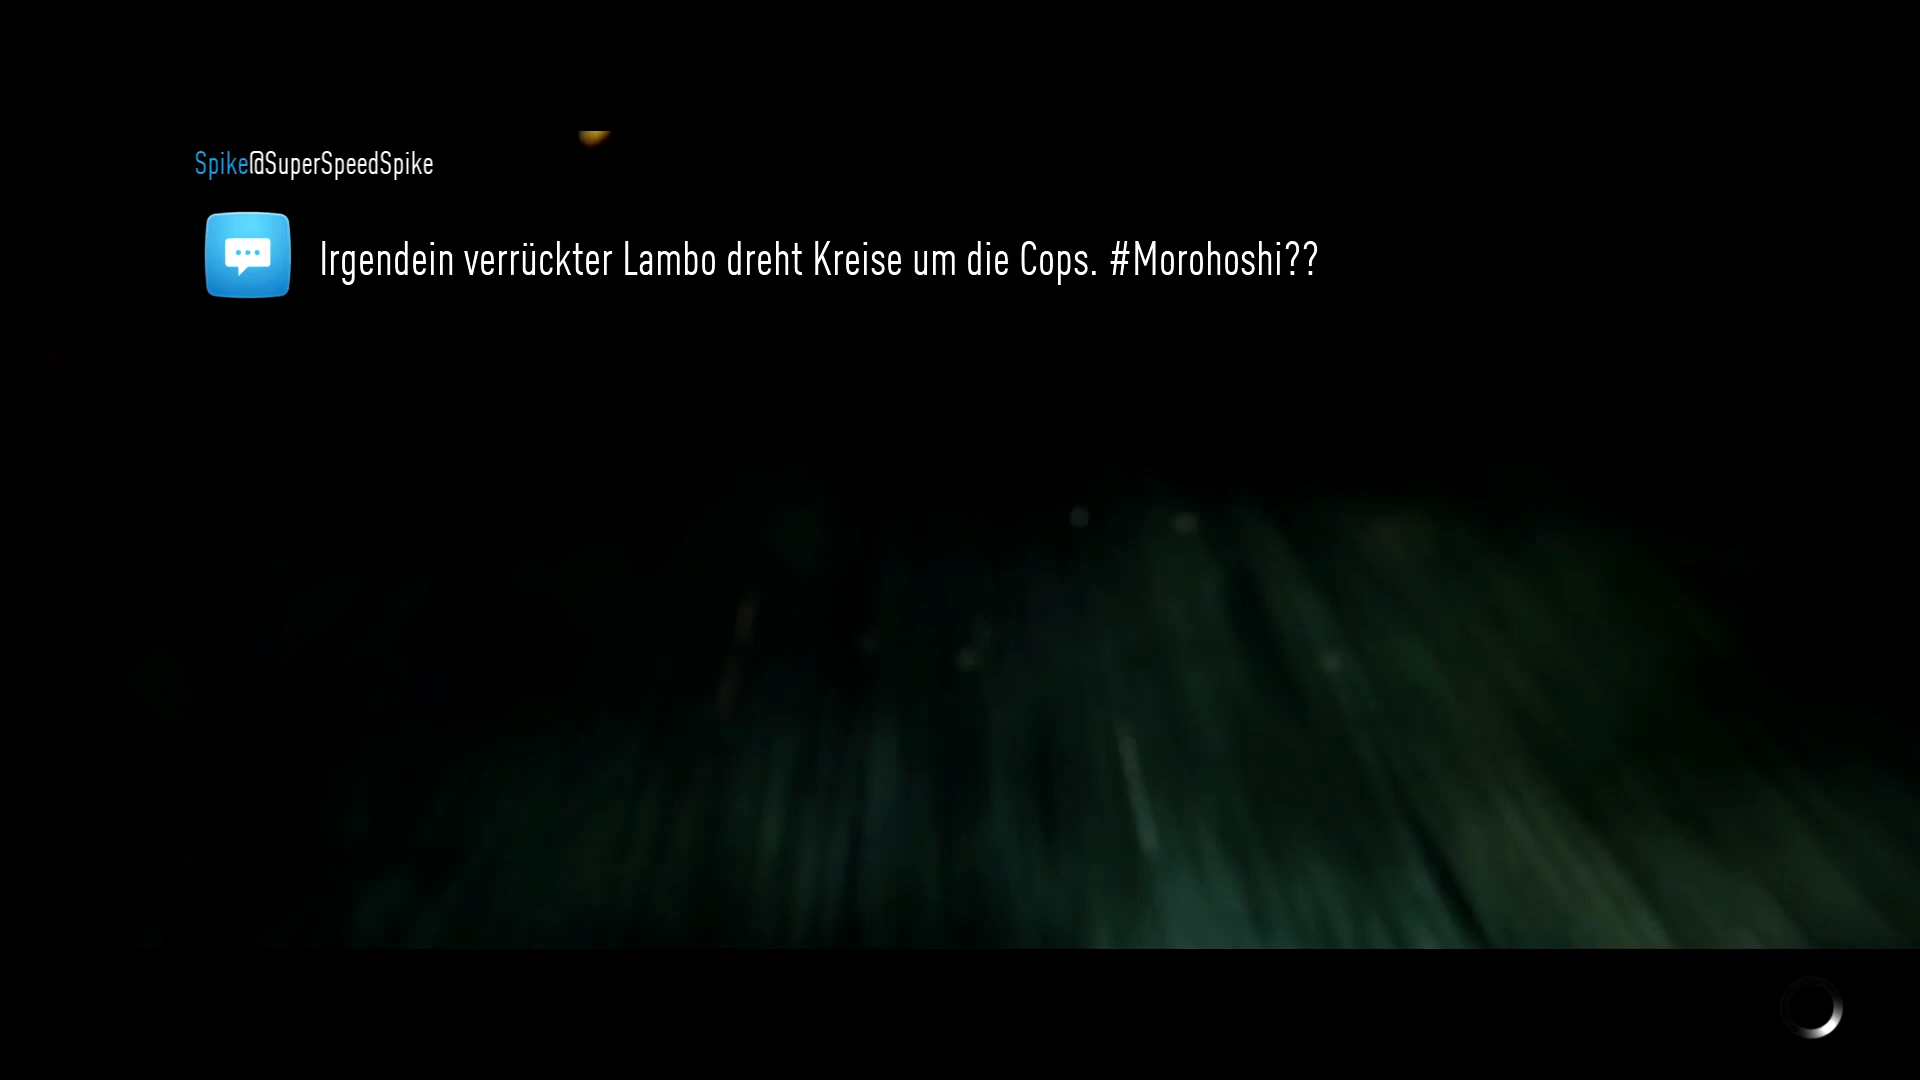 Spike@SuperSpeedSpike
Irgendein verrückter Lambo dreht Kreise um die Cops. #Morohoshi??